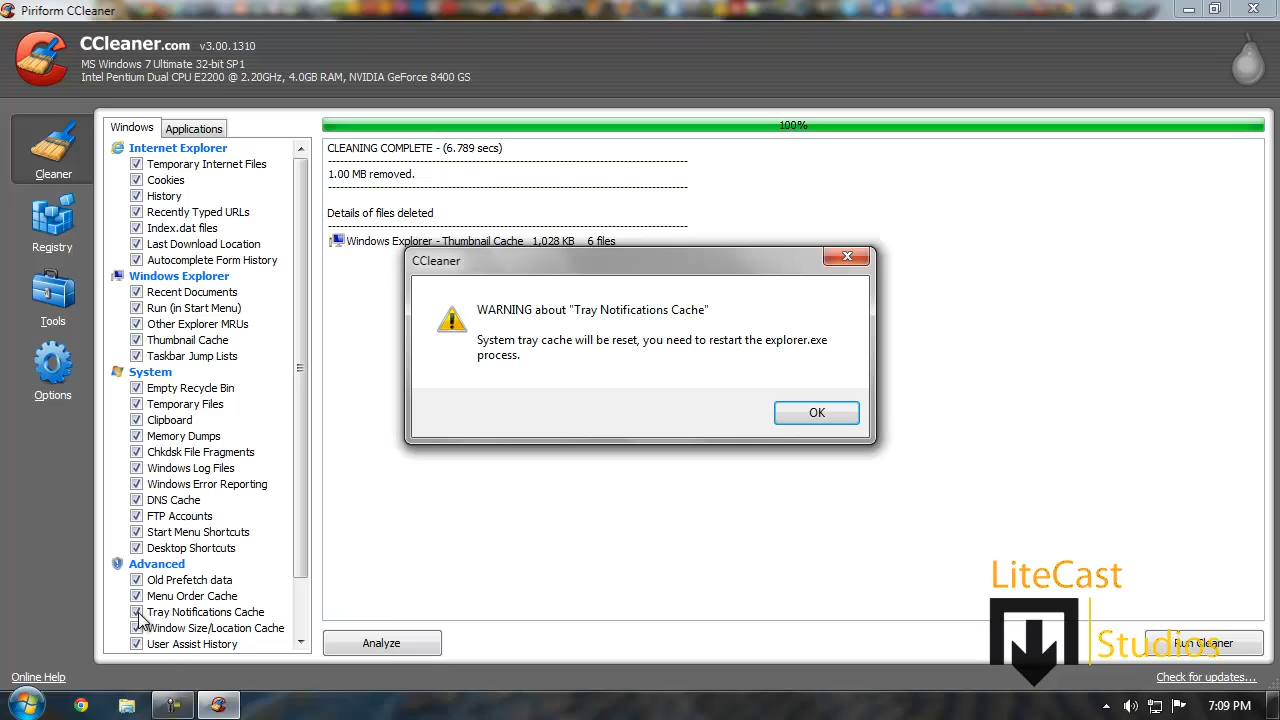 Piriform CCleaner
CCleaner.com v3.00.1310
MS Windows 7 Ultimate 32-bit SP1
Intel Pentium Dual CPU E2200 @ 2.20GHz, 4.0GB RAM, NVIDIA GeForce 8400 GS
Cleaner
Registry
Tools
Options
Windows
Applications
Internet Explorer
Temporary Internet Files
Cookies
History
Recently Typed URLs
Index.dat files
Last Download Location
Autocomplete Form History
Windows Explorer
Recent Documents
Run (in Start Menu)
Other Explorer MRUs
Thumbnail Cache
Taskbar Jump Lists
System
Empty Recycle Bin
Temporary Files
Clipboard
Memory Dumps
Chkdsk File Fragments
Windows Log Files
Windows Error Reporting
DNS Cache
FTP Accounts
Start Menu Shortcuts
Desktop Shortcuts
Advanced
Old Prefetch data
Menu Order Cache
Tray Notifications Cache
Window Size/Location Cache
User Assist History
100%
CLEANING COMPLETE - (6.789 secs)
1.00 MB removed.
Details of files deleted
Windows Explorer - Thumbnail Cache 1,028 KB 6 files
CCleaner
WARNING about "Tray Notifications Cache"
System tray cache will be reset, you need to restart the explorer.exe
process.
OK
LiteCast
Studios
Analyze
Run Cleaner
Online Help
Check for updates...
7:09 PM